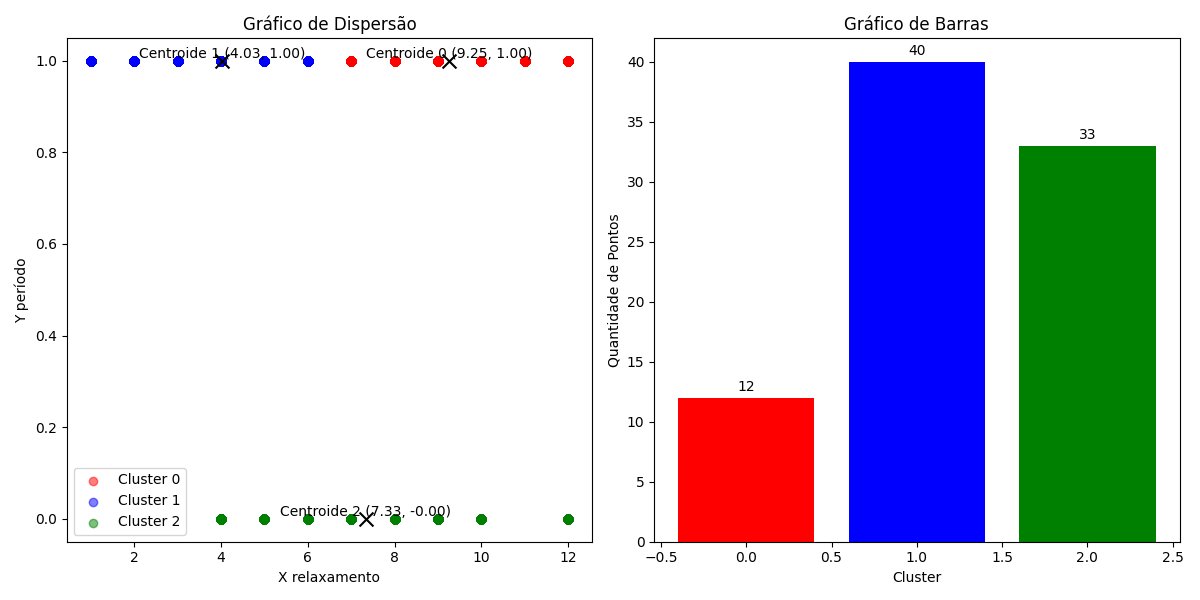 Gráfico de Dispersão
Centroide 1 (4.03, 1.00)
Centroide 0 (9.25, 1.00)
1.0
0.8
0.6
0.4
0.2
0.0
Y período
Centroide 2 (7.33, -0.00)
Cluster 0
Cluster 1
Cluster 2
2
4
6
8
10
12
X relaxamento
Gráfico de Barras
40
35
30
25
20
15
10
5
0
Quantidade de Pontos
12
40
33
−0.5
0.0
0.5
1.0
1.5
2.0
2.5
Cluster